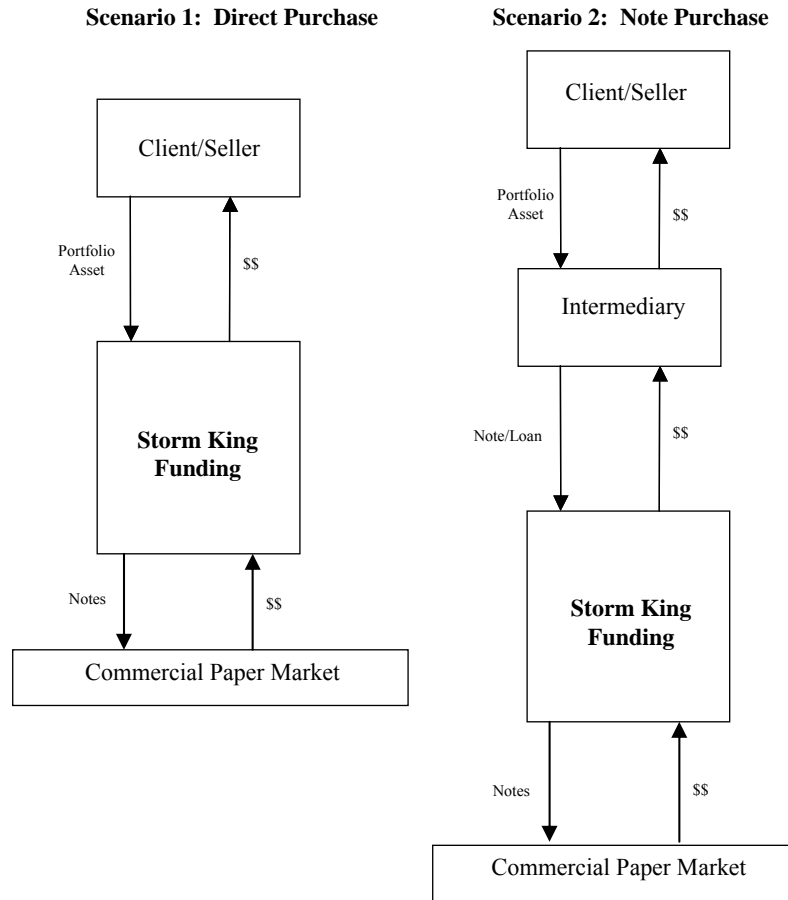 Scenario 1:  Direct Purchase
Client/Seller
Portfolio
Asset
$$
Storm King
Funding
Notes
$$
Commercial Paper Market
Scenario 2:  Note Purchase
Client/Seller
Portfolio
Asset
$$
Intermediary
Note/Loan
$$
Storm King
Funding
Notes
$$
Commercial Paper Market